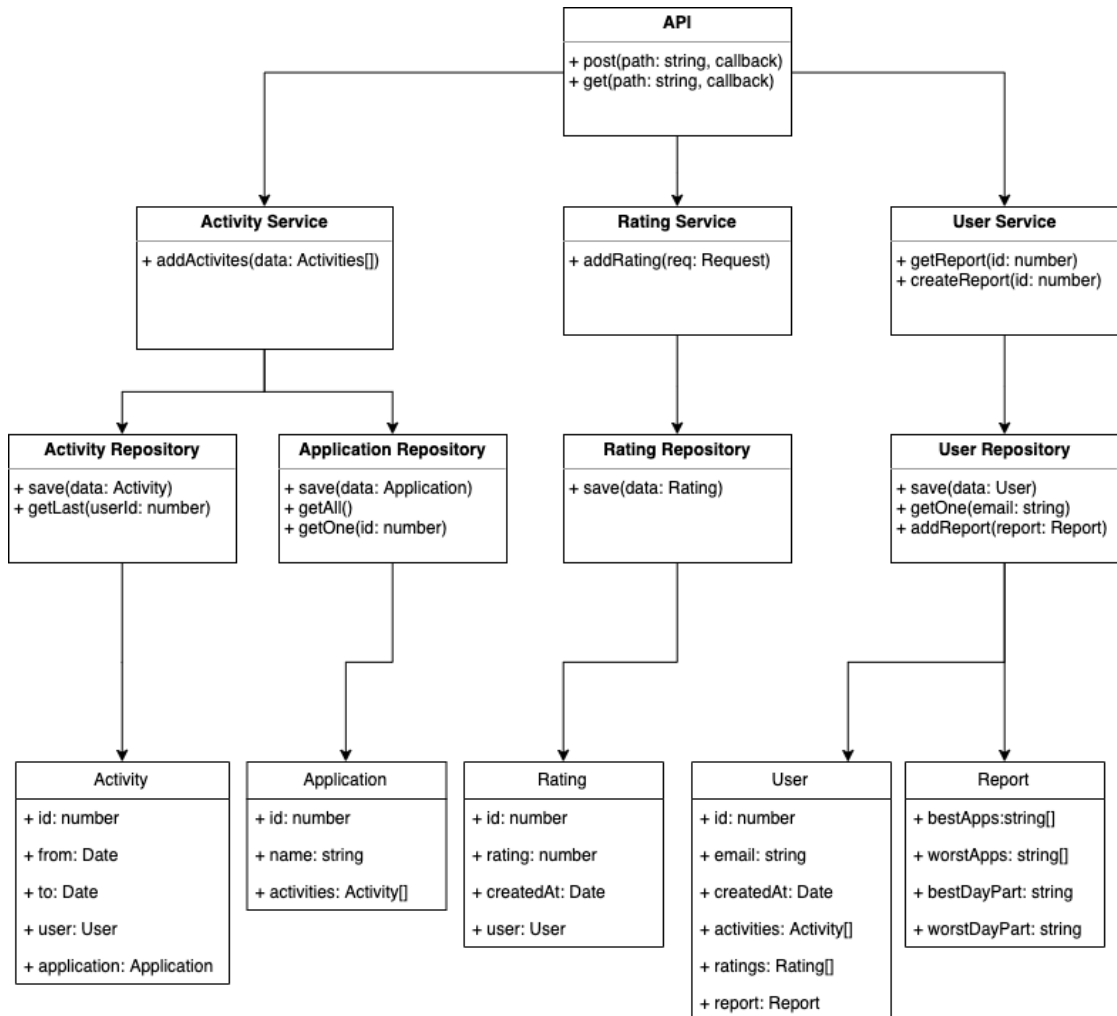 API
+ post(path: string, callback)
+ get(path: string, callback)
Activity Service
+ addActivites(data: Activities[])
Rating Service
+ addRating(req: Request)
User Service
+ getReport(id: number)
+ createReport(id: number)
Activity Repository
+ save(data: Activity)
+ getLast(userId: number)
Application Repository
+ save(data: Application)
+ getAll()
+ getOne(id: number)
Rating Repository
+ save(data: Rating)
User Repository
+ save(data: User)
+ getOne(email: string)
+ addReport(report: Report)
Activity
+ id: number
+ from: Date
+ to: Date
+ user: User
+ application: Application
Application
+ id: number
+ name: string
+ activities: Activity[]
Rating
+ id: number
+ rating: number
+ createdAt: Date
+ user: User
User
+ id: number
+ email: string
+ createdAt: Date
+ activities: Activity[]
+ ratings: Rating[]
+ report: Report
Report
+ bestApps:string[]
+ worstApps: string[]
+ bestDayPart: string
+ worstDayPart: string